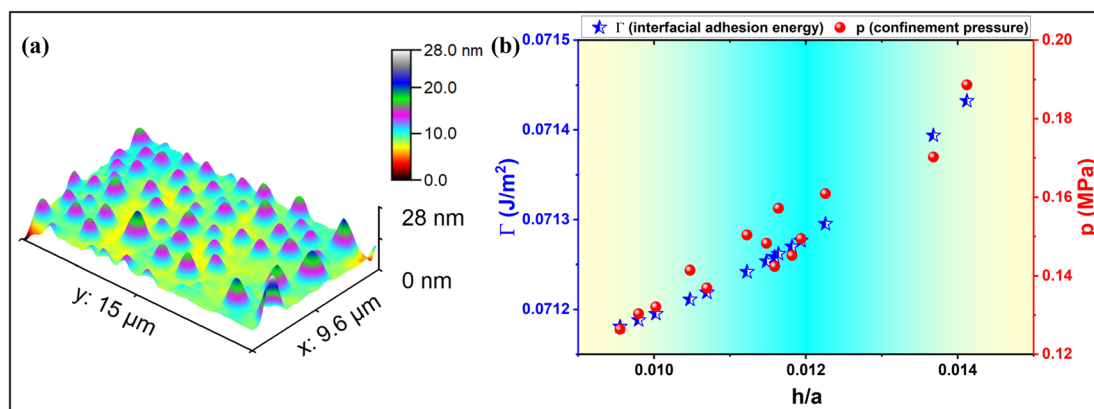 (a)
28.0 nm
20.0
10.0
0.0
28 nm
0 nm
y: 15 µm
x: 9.6 µm
(b)
Γ (interfacial adhesion energy) p (confinement pressure)
0.0715
0.0714
0.0713
0.0712
Γ (J/m²)
0.20
0.18
0.16
0.14
0.12
p (MPa)
0.010 0.012 0.014
h/a